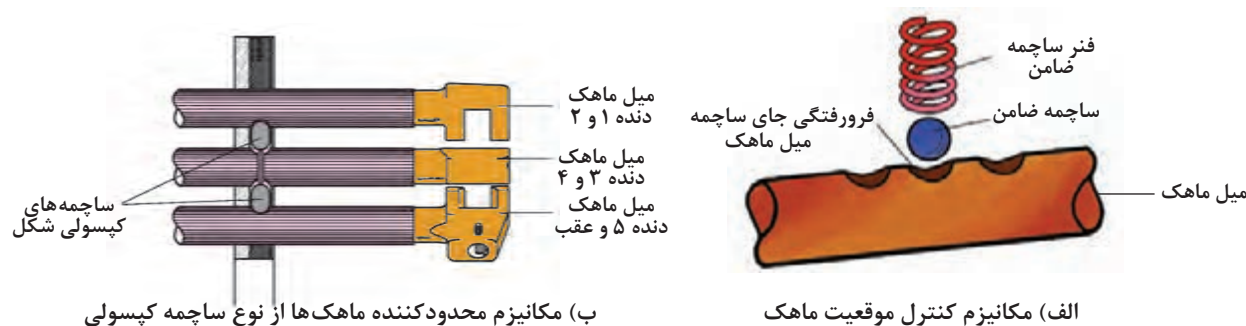 فنر ساچمه
ضامن
ساچمه ضامن
فرورفتگی جای ساچمه
میل ماهک
میل ماهک
الف) مکانیزم کنترل موقعیت ماهک
میل ماهک
دنده ۱ و ۲
میل ماهک
دنده ۳ و ۴
میل ماهک
دنده ۵ و عقب
ساچمه‌های
کپسولی شکل
ب) مکانیزم محدودکننده ماهک‌ها از نوع ساچمه کپسولی